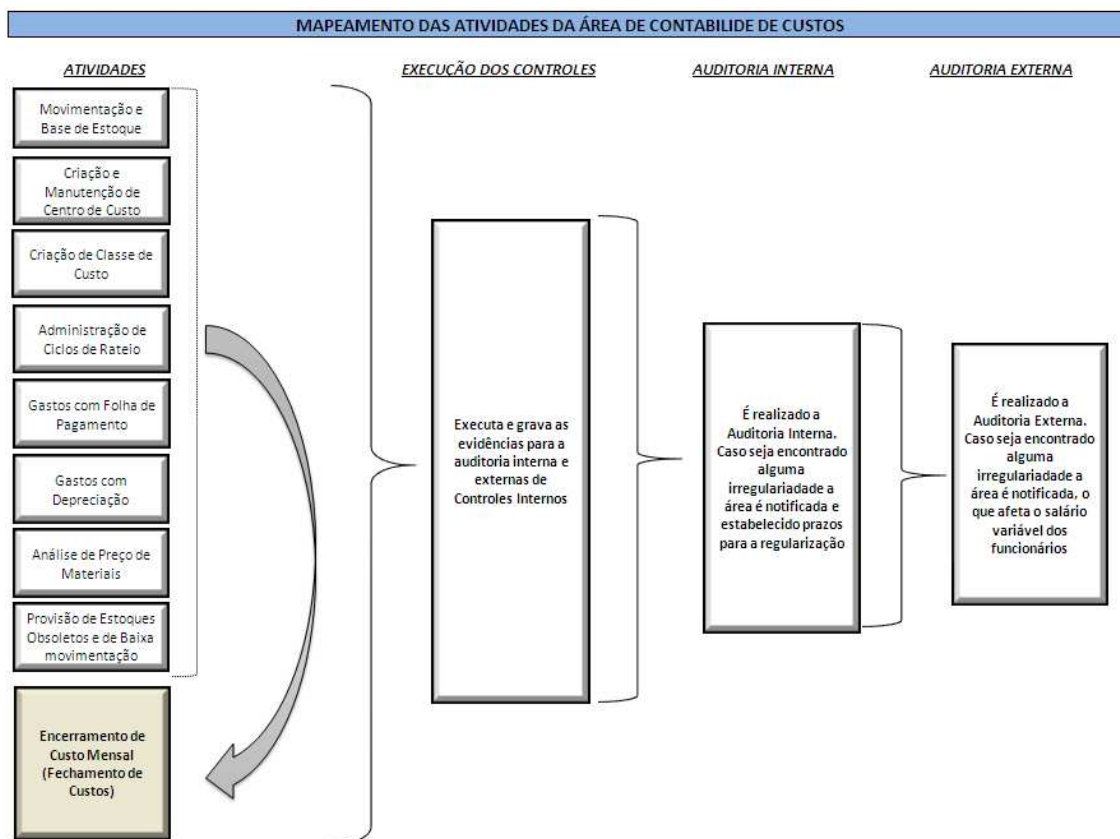 MAPEAMENTO DAS ATIVIDADES DA ÁREA DE CONTABILIDE DE CUSTOS
ATIVIDADES
EXECUÇÃO DOS CONTROLES
AUDITORIA INTERNA
AUDITORIA EXTERNA
Movimentação e
Base de Estoque
Criação e
Manutenção de
Centro de Custo
Criação de Classe de
Custo
Administração de
Ciclos de Rateio
Gastos com Folha de
Pagamento
Gastos com
Depreciação
Análise de Preço de
Materiais
Provisão de Estoques
Obsoletos e de Baixa
movimentação
Encerramento de
Custo Mensal
(Fechamento de
Custos)
Executa e grava as
evidências para a
auditoria interna e
externas de
Controles Internos
É realizado a
Auditoria Interna.
Caso seja encontrado
alguma
irregulariadade a
área é notificada e
estabelecido prazos
para a regularização
É realizado a
Auditoria Externa.
Caso seja encontrado
alguma
irregulariadade a
área é notificada, o
que afeta o salário
variável dos
funcionários